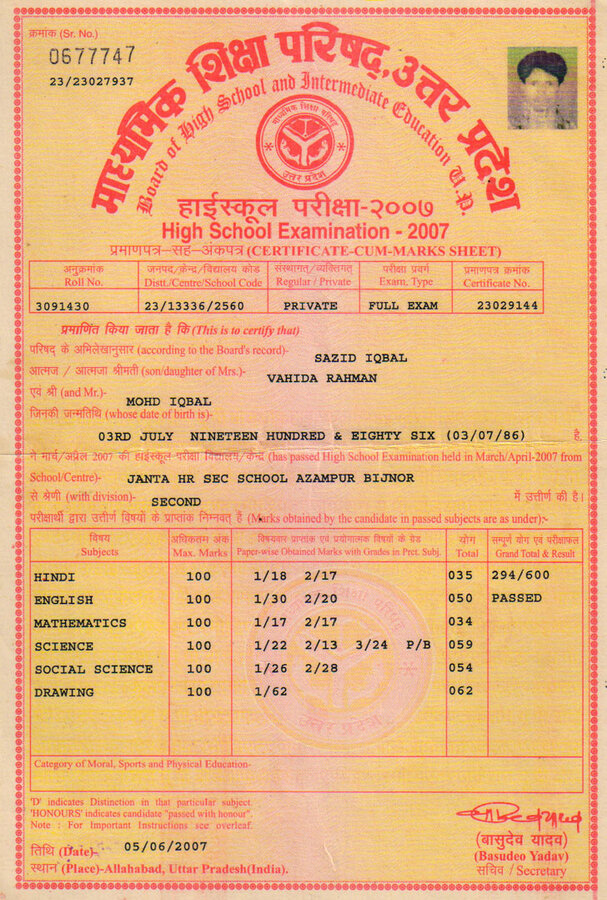 क्रमांक (Sr. No.)
0677747
23/23027937
माध्यमिक शिक्षा परिषद्, उत्तर प्रदेश
Board of High School and Intermediate Education U.P.
माध्यमिक शिक्षा परिषद्
उत्तर प्रदेश
हाईस्कूल परीक्षा-२००७
High School Examination - 2007
प्रमाणपत्र-सह-अंकपत्र (CERTIFICATE-CUM-MARKS SHEET)
अनुक्रमांक जनपद/केन्द्र/विद्यालय कोड संस्थागत/व्यक्तिगत परीक्षा प्रवर्ग प्रमाणपत्र क्रमांक
Roll No. Distt./Centre/School Code Regular / Private Exam. Type Certificate No.
3091430 23/13336/2560 PRIVATE FULL EXAM 23029144
प्रमाणित किया जाता है कि (This is to certify that)
परिषद् के अभिलेखानुसार (according to the Board's record)- SAZID IQBAL
आत्मज / आत्मजा श्रीमती (son/daughter of Mrs.)- VAHIDA RAHMAN
एवं श्री (and Mr.)- MOHD IQBAL
जिनकी जन्मतिथि (whose date of birth is)-
03RD JULY NINETEEN HUNDRED & EIGHTY SIX (03/07/86) है,
ने मार्च/अप्रैल 2007 की हाईस्कूल परीक्षा विद्यालय/केन्द्र (has passed High School Examination held in March/April-2007 from
School/Centre)- JANTA HR SEC SCHOOL AZAMPUR BIJNOR
से श्रेणी (with division)- SECOND में उत्तीर्ण की है।
परीक्षार्थी द्वारा उत्तीर्ण विषयों के प्राप्तांक निम्नवत् हैं (Marks obtained by the candidate in passed subjects are as under):-
विषय अधिकतम अंक विषयवार प्राप्तांक एवं प्रयोगात्मक विषयों के ग्रेड योग सम्पूर्ण योग एवं परीक्षाफल
Subjects Max. Marks Paper-wise Obtained Marks with Grades in Prct. Subj. Total Grand Total & Result
HINDI 100 1/18 2/17 035 294/600
ENGLISH 100 1/30 2/20 050 PASSED
MATHEMATICS 100 1/17 2/17 034
SCIENCE 100 1/22 2/13 3/24 P/B 059
SOCIAL SCIENCE 100 1/26 2/28 054
DRAWING 100 1/62 062
उत्तर प्रदेश
Category of Moral, Sports and Physical Education-
'D' indicates Distinction in that particular subject.
'HONOURS' indicates candidate "passed with honour".
Note : For Important Instructions see overleaf.
तिथि (Date)- 05/06/2007
स्थान (Place)-Allahabad, Uttar Pradesh(India).
(बासुदेव यादव)
(Basudeo Yadav)
सचिव / Secretary